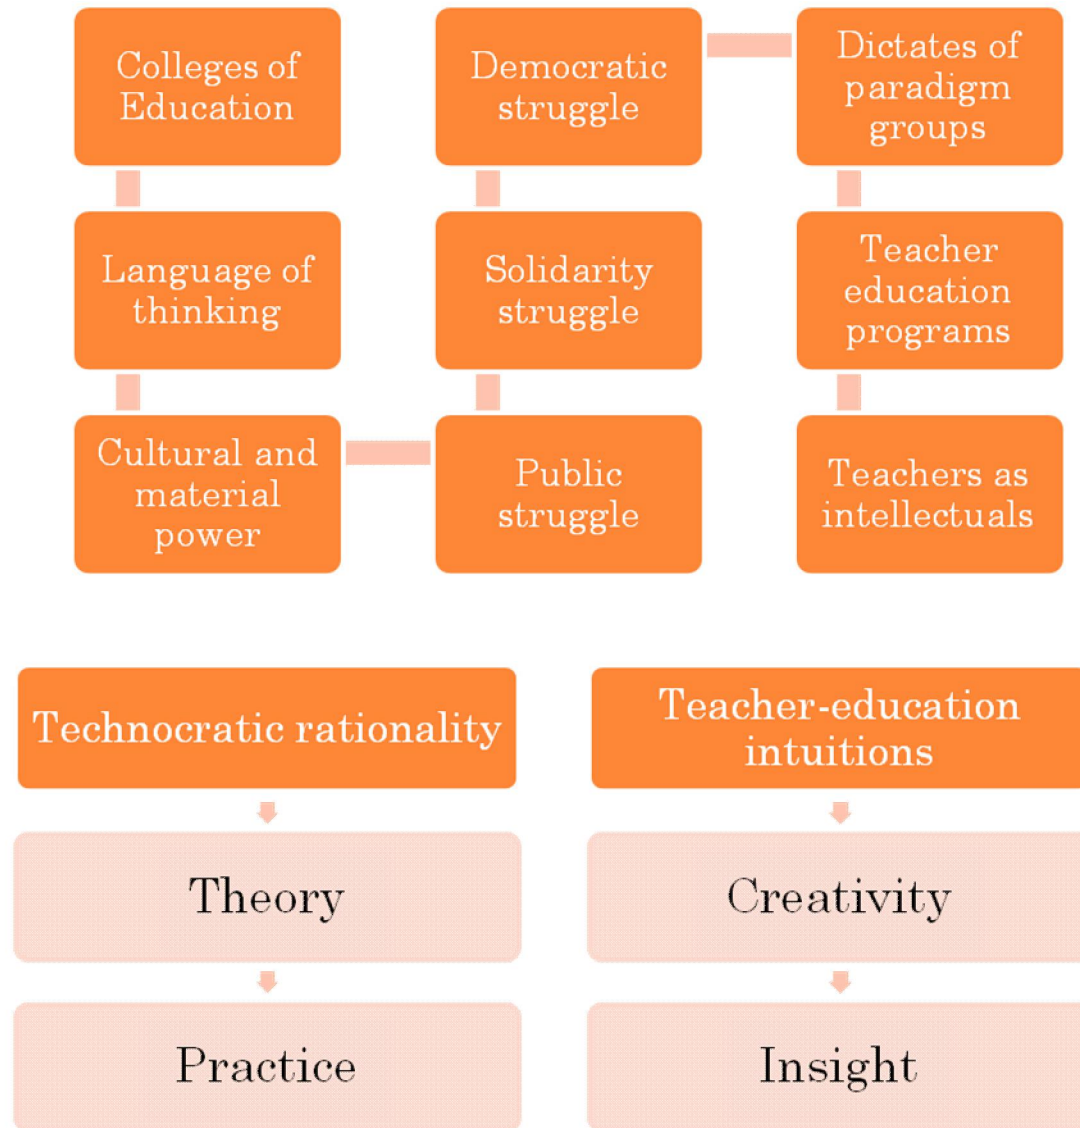 Colleges of
Education
Language of
thinking
Cultural and
material
power
Public
struggle
Solidarity
struggle
Democratic
struggle
Dictates of
paradigm
groups
Teacher
education
programs
Teachers as
intellectuals
Technocratic rationality
Theory
Practice
Teacher-education
intuitions
Creativity
Insight